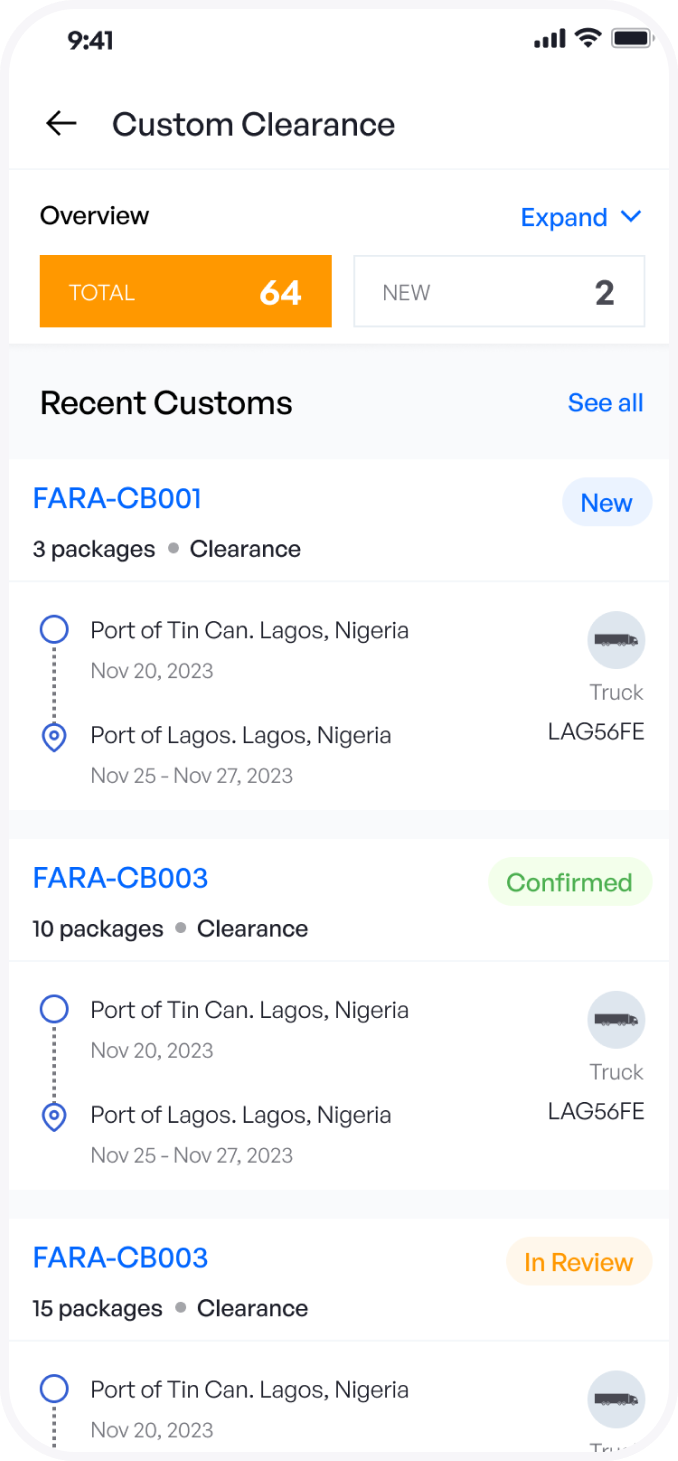 9:41
Custom Clearance
Overview
Expand
TOTAL 64
NEW 2
Recent Customs
See all
FARA-CB001
New
3 packages • Clearance
Port of Tin Can. Lagos, Nigeria
Nov 20, 2023
Truck
Port of Lagos. Lagos, Nigeria
LAG56FE
Nov 25 - Nov 27, 2023
FARA-CB003
Confirmed
10 packages • Clearance
Port of Tin Can. Lagos, Nigeria
Nov 20, 2023
Truck
Port of Lagos. Lagos, Nigeria
LAG56FE
Nov 25 - Nov 27, 2023
FARA-CB003
In Review
15 packages • Clearance
Port of Tin Can. Lagos, Nigeria
Nov 20, 2023